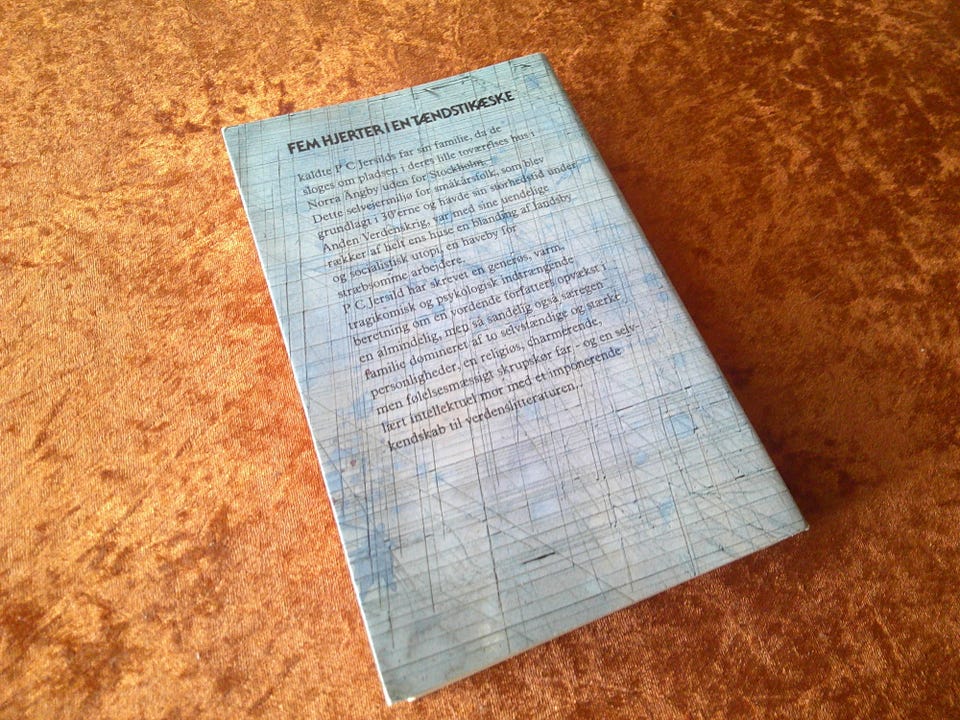 FEM HJERTER I EN TÆNDSTIKÆSKE
kaldte P C Jersilds far sin familie, da de
sloges om pladsen i deres lille toværelses hus i
Norra Ängby uden for Stockholm.
Dette selvejermiljø for småkårsfolk, som blev
grundlagt i 30'erne og havde sin storhedstid under
Anden Verdenskrig, var med sine uendelige
rækker af helt ens huse en blanding af landsby
og socialistisk utopi, en haveby for
stræbsomme arbejdere.
P C Jersild har skrevet en generøs, varm,
tragikomisk og psykologisk indtrængende
beretning om en vordende forfatters opvækst i
en almindelig, men så sandelig også særegen
familie domineret af to selvstændige og stærke
personligheder, en religiøs, charmerende,
men følelsesmæssigt skrupskør far - og en selv-
lært intellektuel mor med et imponerende
kendskab til verdenslitteraturen.